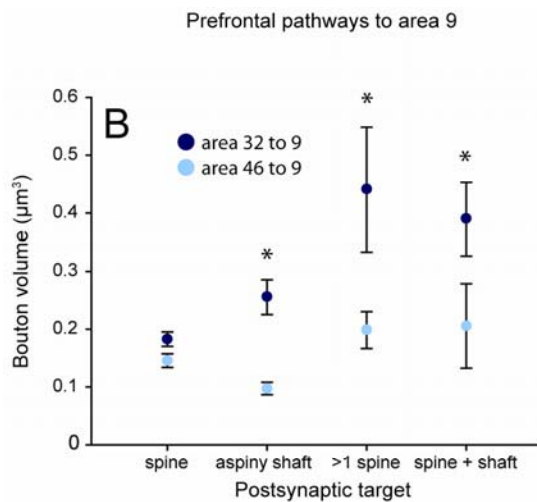 Prefrontal pathways to area 9
B
area 32 to 9
area 46 to 9
*
*
*
0.6
0.5
0.4
0.3
0.2
0.1
0
Bouton volume (μm³)
spine aspiny shaft >1 spine spine + shaft
Postsynaptic target